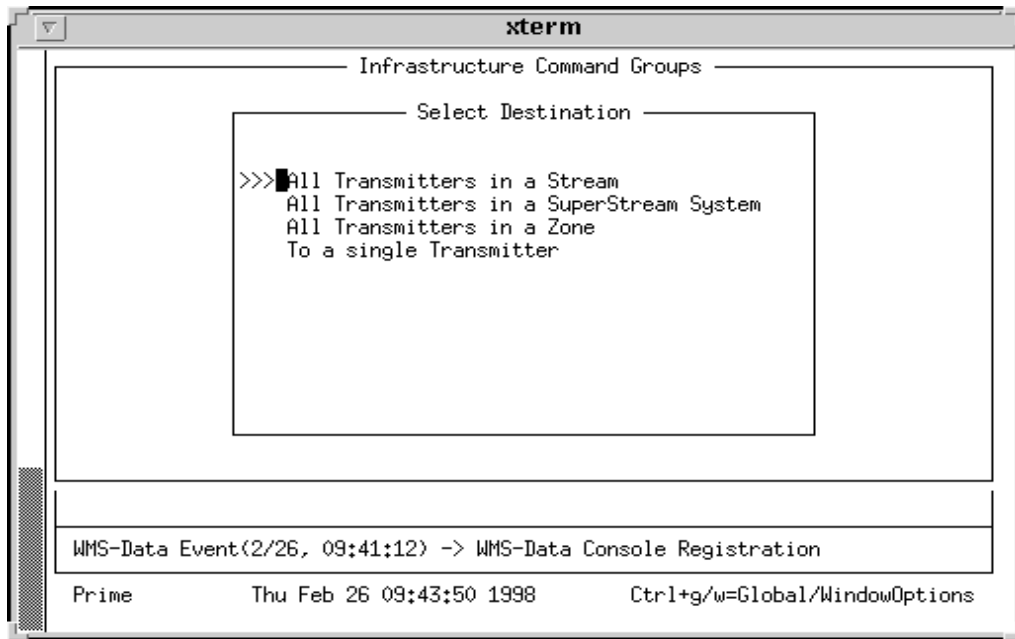 xterm
Infrastructure Command Groups
Select Destination
>>>All Transmitters in a Stream
All Transmitters in a SuperStream System
All Transmitters in a Zone
To a single Transmitter
WMS-Data Event(2/26, 09:41:12) -> WMS-Data Console Registration
Prime Thu Feb 26 09:43:50 1998 Ctrl+g/w=Global/WindowOptions